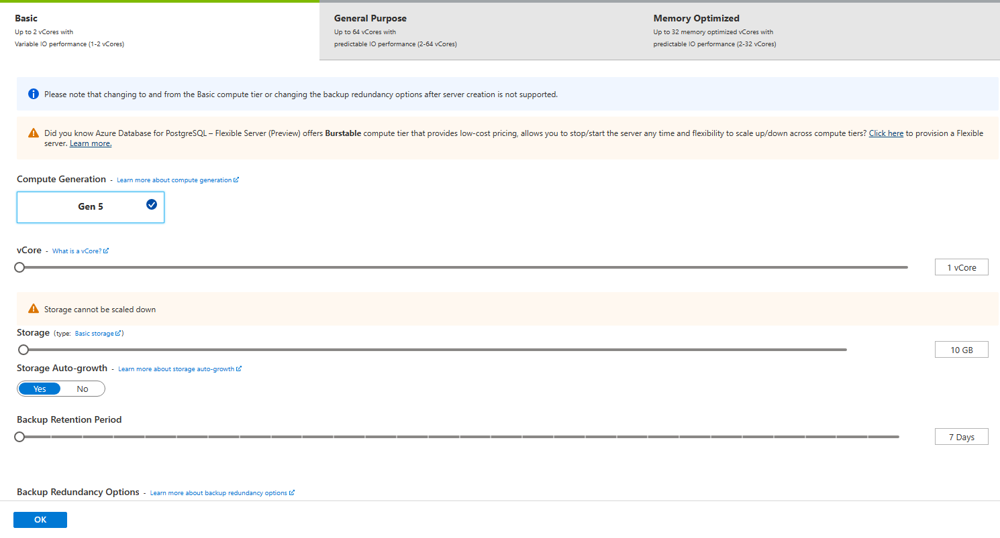 Basic
Up to 2 vCores with
Variable IO performance (1-2 vCores)
General Purpose
Up to 64 vCores with
predictable IO performance (2-64 vCores)
Memory Optimized
Up to 32 memory optimized vCores with
predictable IO performance (2-32 vCores)
Please note that changing to and from the Basic compute tier or changing the backup redundancy options after server creation is not supported.
Did you know Azure Database for PostgreSQL – Flexible Server (Preview) offers Burstable compute tier that provides low-cost pricing, allows you to stop/start the server any time and flexibility to scale up/down across compute tiers? Click here to provision a Flexible
server. Learn more.
Compute Generation - Learn more about compute generation
Gen 5
vCore - What is a vCore?
1 vCore
Storage cannot be scaled down
Storage (type: Basic storage)
10 GB
Storage Auto-growth - Learn more about storage auto-growth
Yes No
Backup Retention Period
7 Days
Backup Redundancy Options - Learn more about backup redundancy options
OK